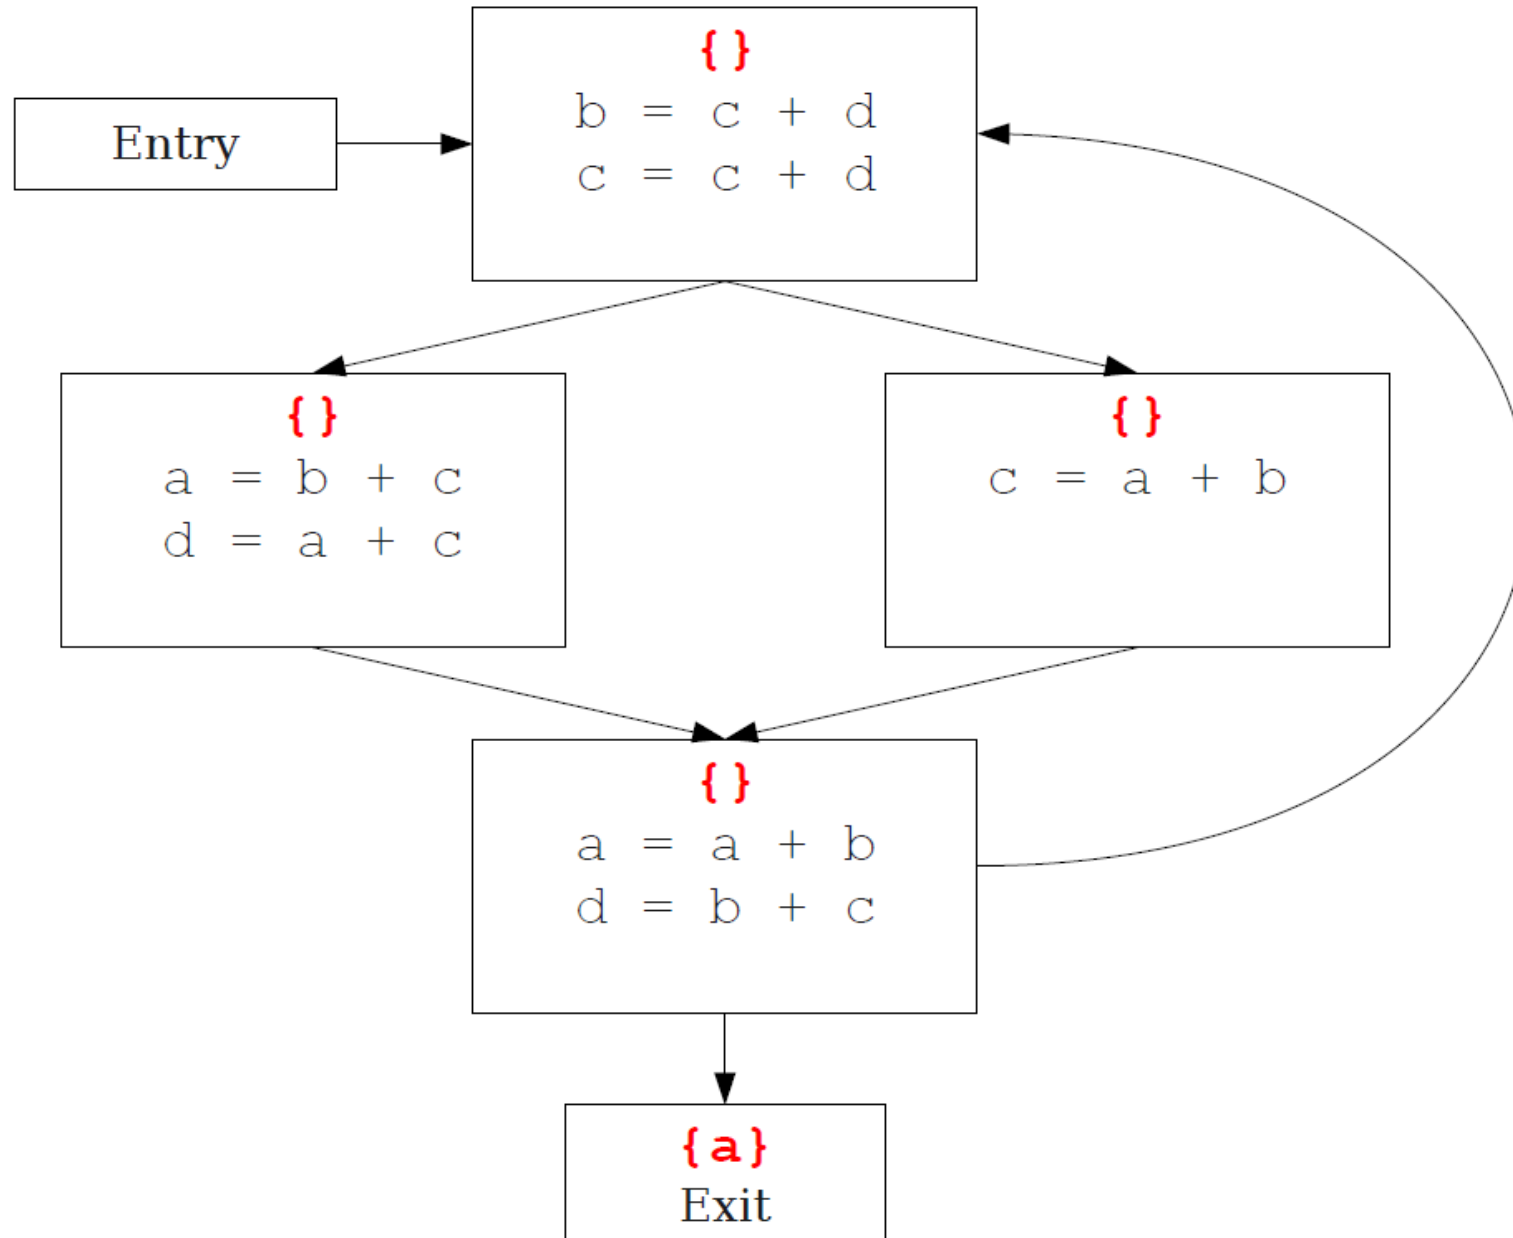 {}
b = c + d
c = c + d
Entry
{}
a = b + c
d = a + c
{}
c = a + b
{}
a = a + b
d = b + c
{a}
Exit